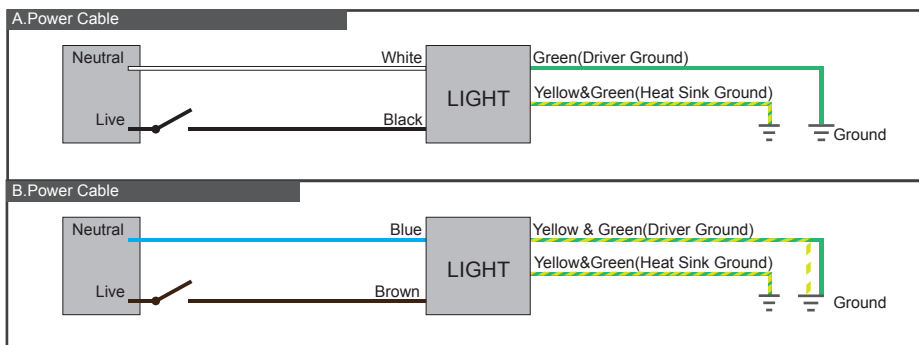 A.Power Cable
Neutral White Green(Driver Ground)
Yellow&Green(Heat Sink Ground)
LIGHT
Live Black Ground
B.Power Cable
Neutral Blue Yellow & Green(Driver Ground)
Yellow&Green(Heat Sink Ground)
LIGHT
Live Brown Ground